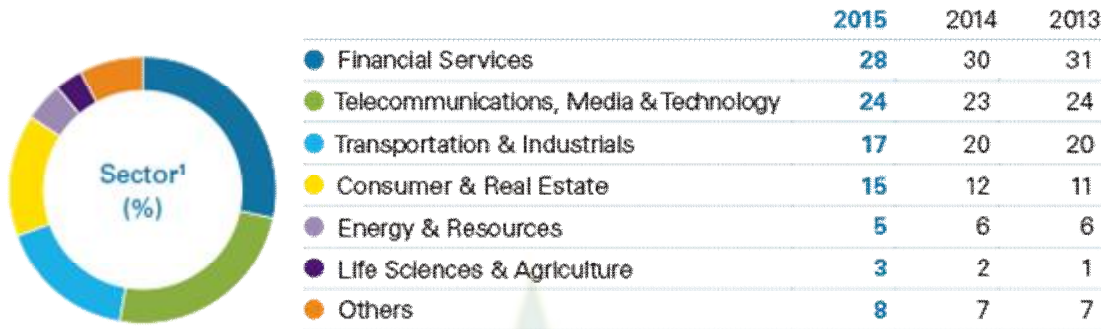 2015 2014 2013
Financial Services 28 30 31
Telecommunications, Media & Technology 24 23 24
Transportation & Industrials 17 20 20
Consumer & Real Estate 15 12 11
Energy & Resources 5 6 6
Life Sciences & Agriculture 3 2 1
Others 8 7 7
Sector¹
(%)